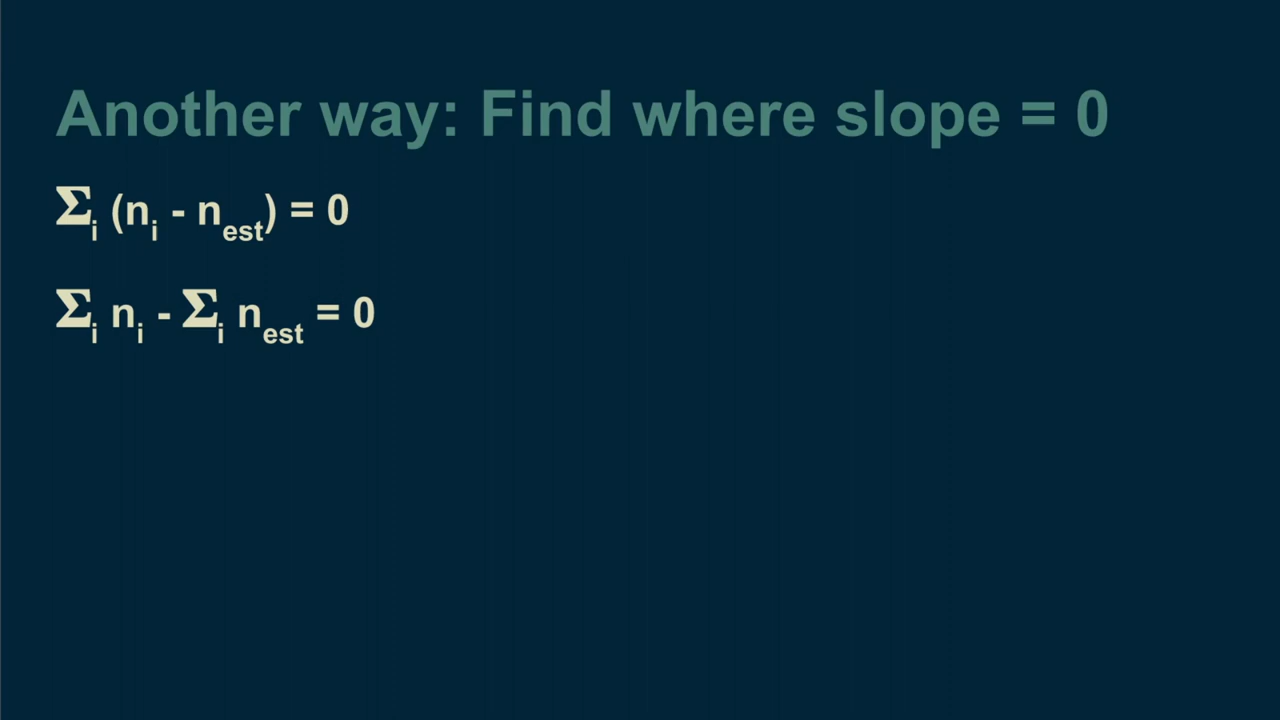 Another way: Find where slope = 0
Σi (ni - nest) = 0
Σi ni - Σi nest = 0